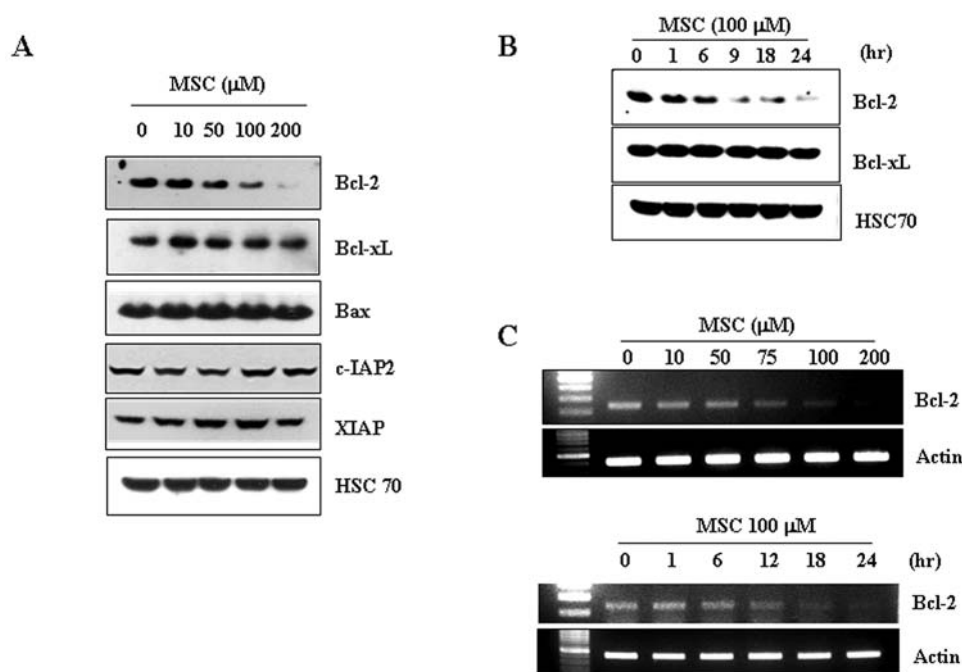 A
MSC (μM)
0 10 50 100 200
Bcl-2
Bcl-xL
Bax
c-IAP2
XIAP
HSC 70
B
MSC (100 μM)
0 1 6 9 18 24 (hr)
Bcl-2
Bcl-xL
HSC70
C
MSC (μM)
0 10 50 75 100 200
Bcl-2
Actin
MSC 100 μM
0 1 6 12 18 24 (hr)
Bcl-2
Actin